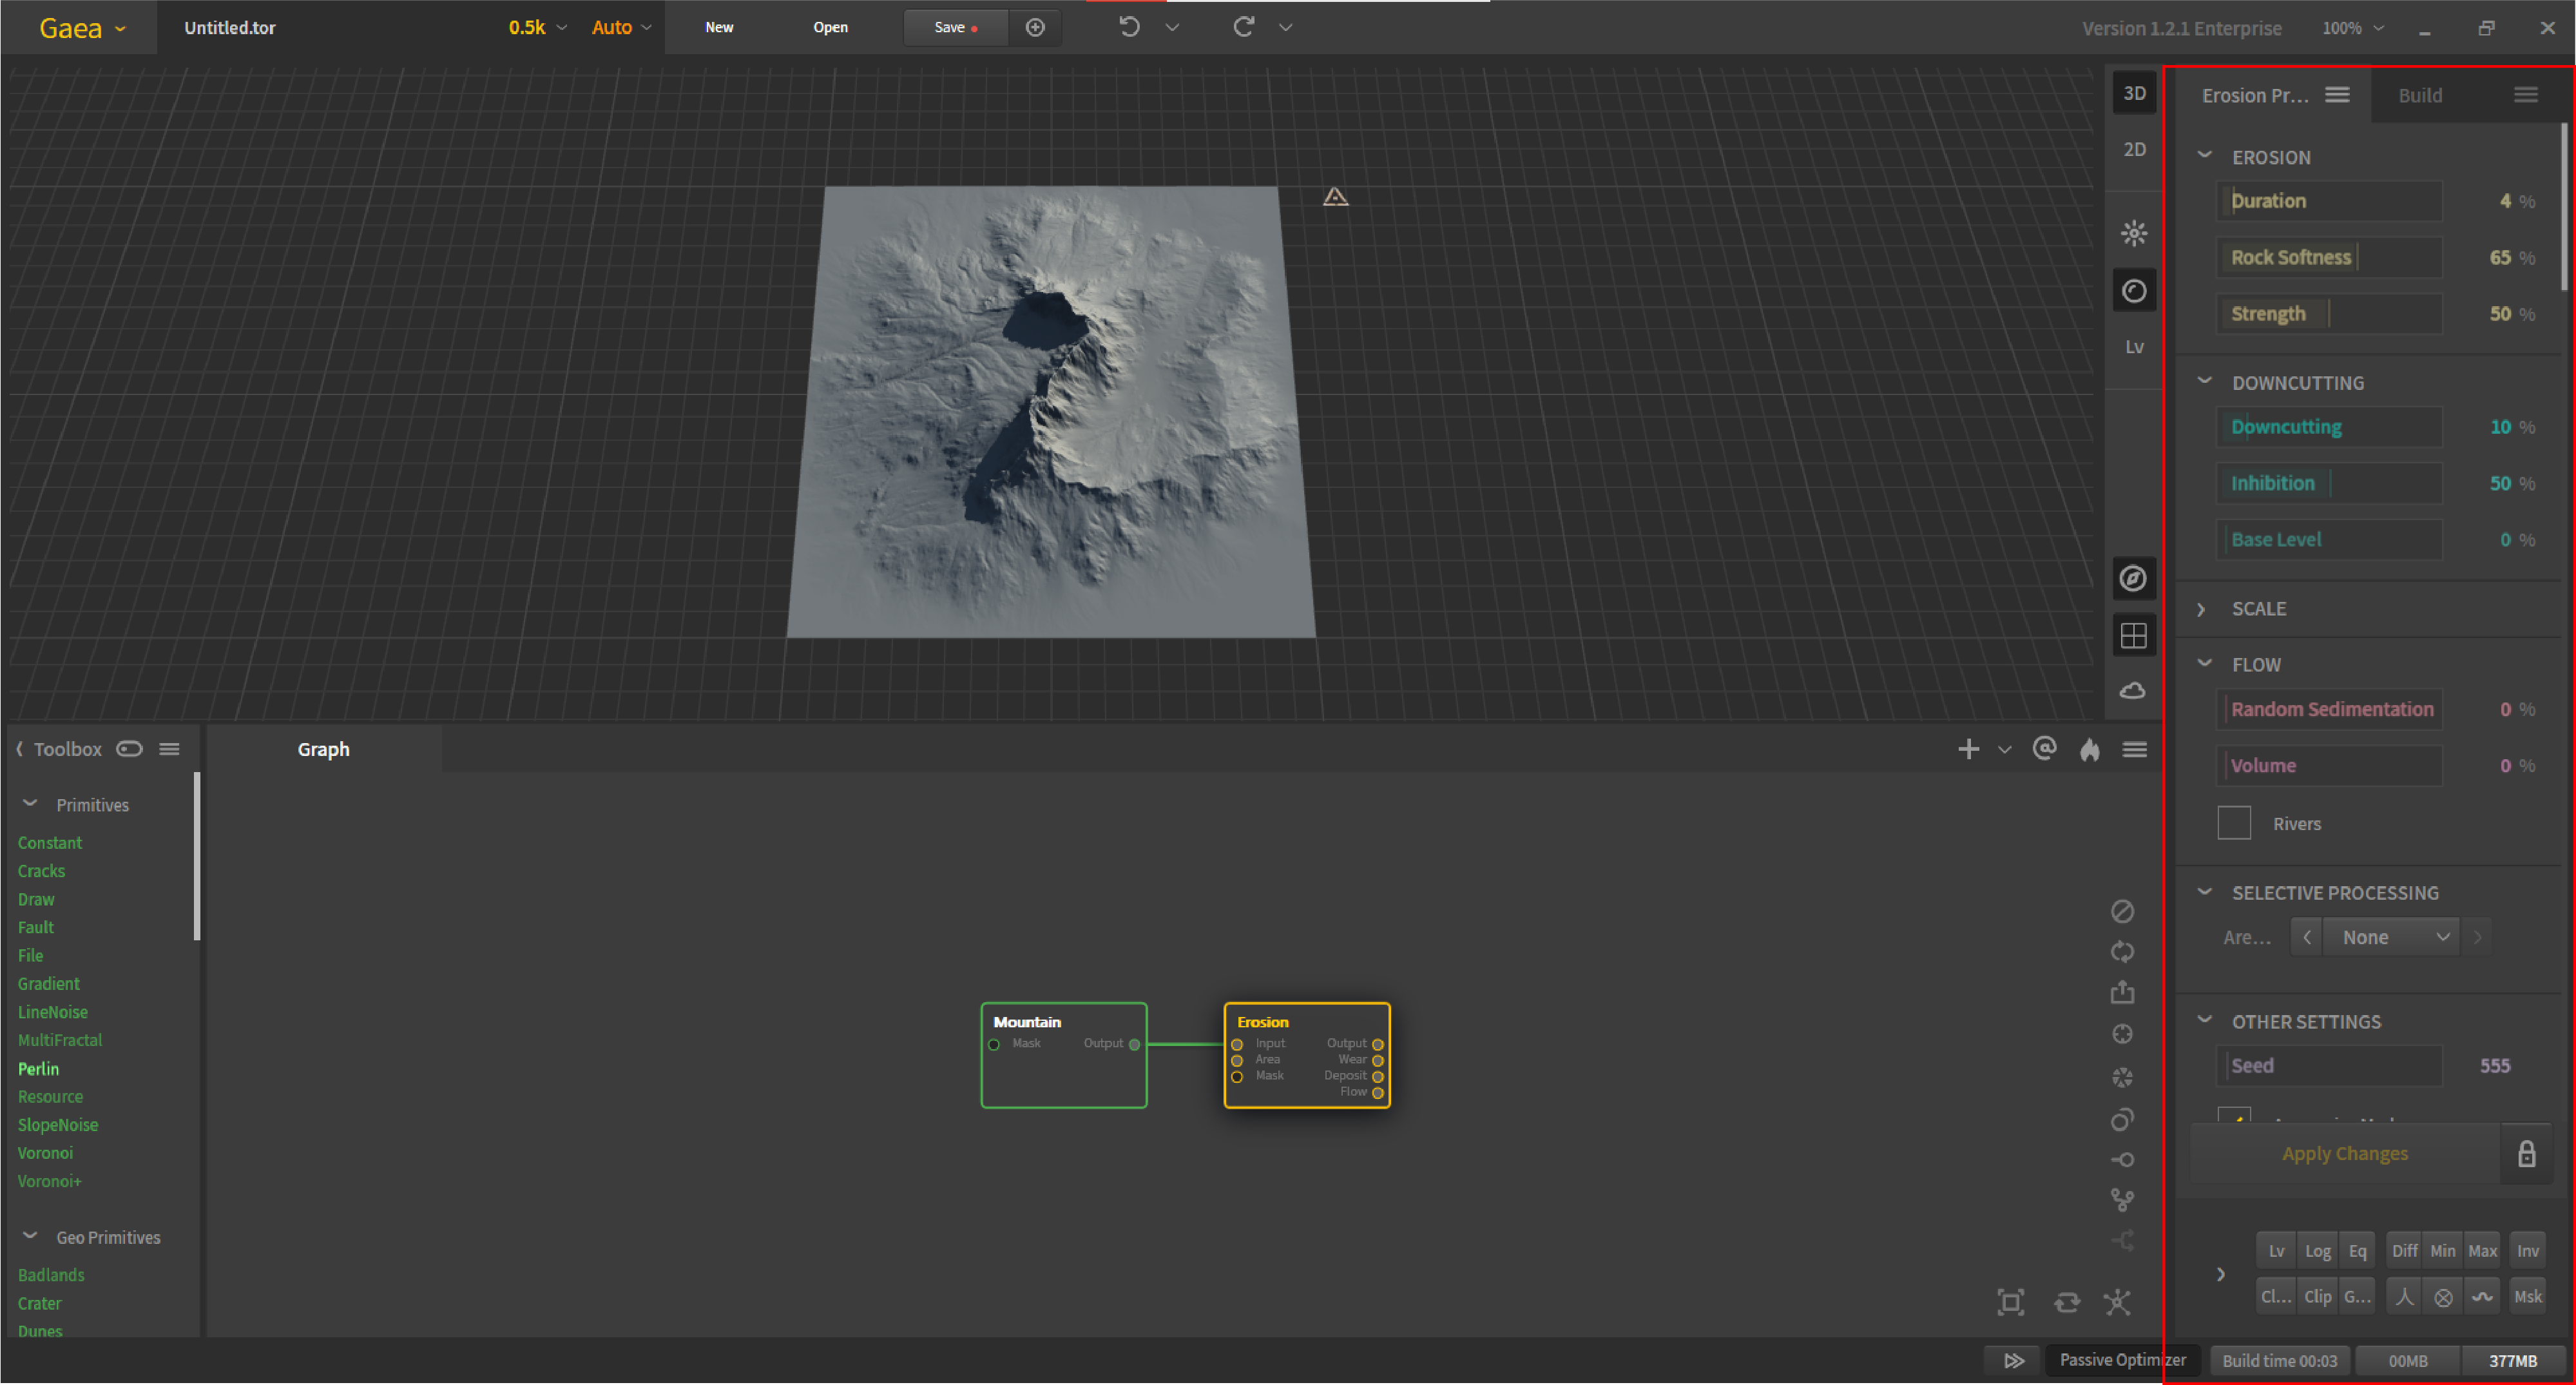 Gaea
Untitled.tor
0.5k
Auto
New
Open
Save
Version 1.2.1 Enterprise
100%
3D
2D
Lv
Erosion Pr...
Build
EROSION
Duration 4 %
Rock Softness 65 %
Strength 50 %
DOWNCUTTING
Downcutting 10 %
Inhibition 50 %
Base Level 0 %
SCALE
FLOW
Random Sedimentation 0 %
Volume 0 %
Rivers
SELECTIVE PROCESSING
Are... None
OTHER SETTINGS
Seed 555
Apply Changes
Lv Log Eq Diff Min Max Inv
Cl... Clip G... Msk
Toolbox
Primitives
Constant
Cracks
Draw
Fault
File
Gradient
LineNoise
MultiFractal
Perlin
Resource
SlopeNoise
Voronoi
Voronoi+
Geo Primitives
Badlands
Crater
Dunes
Graph
Mountain
Mask Output
Erosion
Input Output
Area Wear
Mask Deposit
Flow
Passive Optimizer
Build time 00:03
00MB
377MB